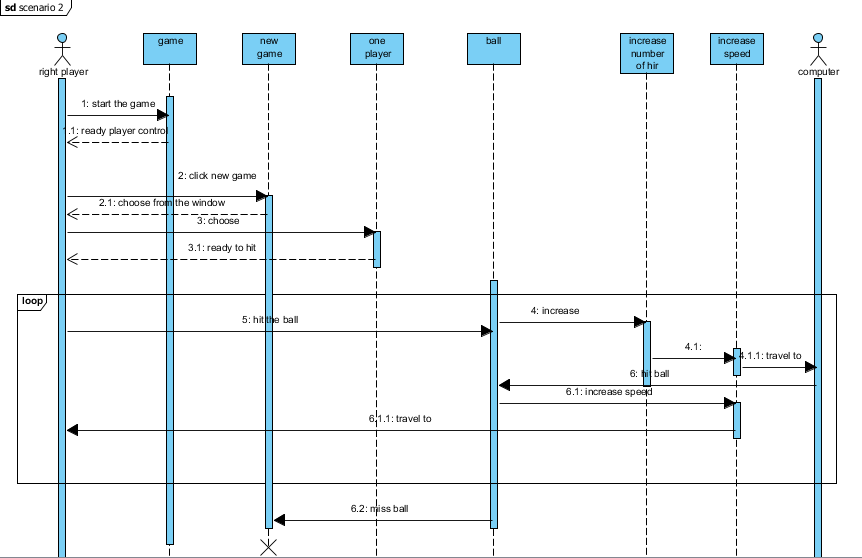 sd scenario 2
game
new
game
one
player
ball
increase
number
of hir
increase
speed
right player
computer
1: start the game
1.1: ready player control
2: click new game
2.1: choose from the window
3: choose
3.1: ready to hit
loop
4: increase
5: hit the ball
4.1:
4.1.1: travel to
6: hit ball
6.1: increase speed
6.1.1: travel to
6.2: miss ball